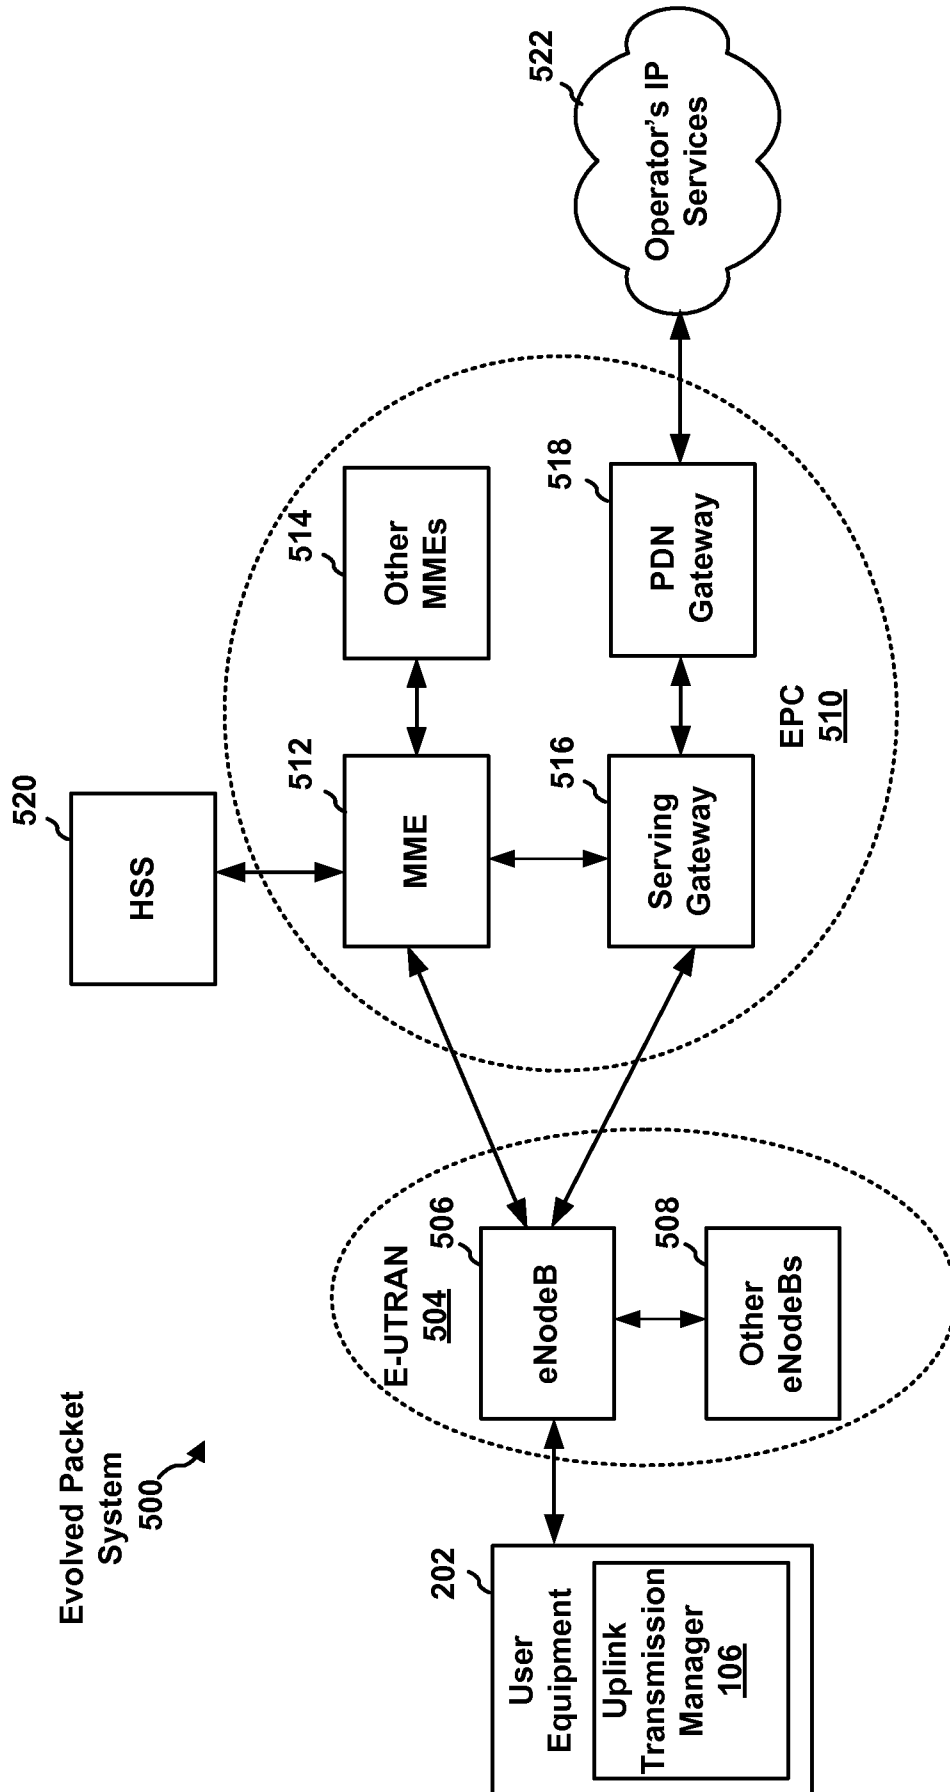 Evolved Packet
System
500
202
User
Equipment
Uplink
Transmission
Manager
106
E-UTRAN
504
506
eNodeB
508
Other
eNodeBs
520
HSS
512
MME
514
Other
MMEs
516
Serving
Gateway
518
PDN
Gateway
EPC
510
522
Operator's IP
Services